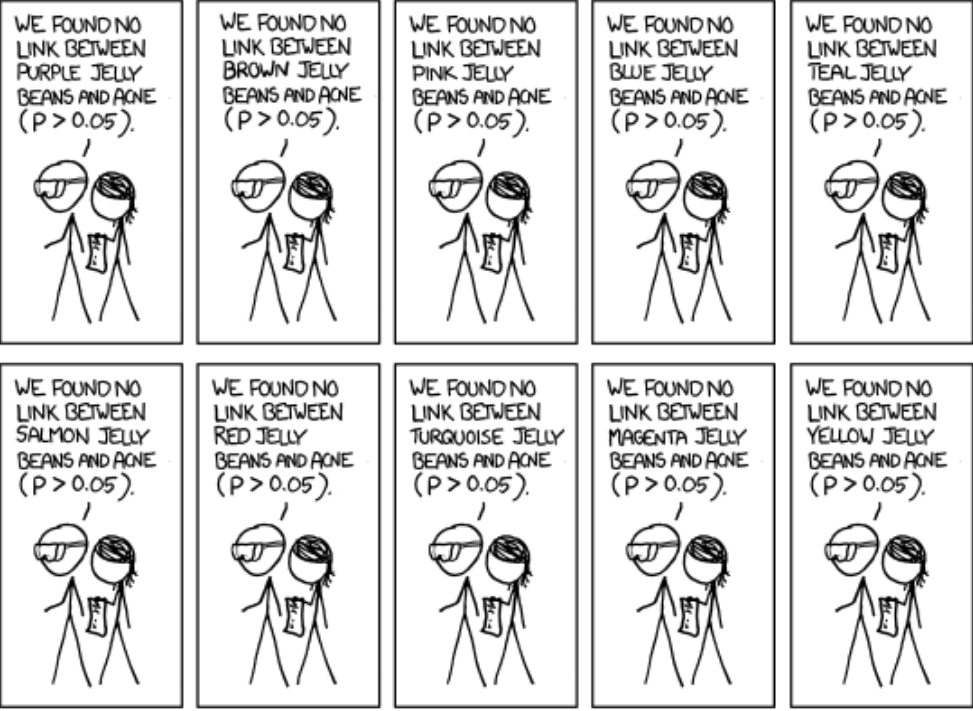 WE FOUND NO
LINK BETWEEN
PURPLE JELLY
BEANS AND ACNE
(P > 0.05).
WE FOUND NO
LINK BETWEEN
BROWN JELLY
BEANS AND ACNE
(P > 0.05).
WE FOUND NO
LINK BETWEEN
PINK JELLY
BEANS AND ACNE
(P > 0.05).
WE FOUND NO
LINK BETWEEN
BLUE JELLY
BEANS AND ACNE
(P > 0.05).
WE FOUND NO
LINK BETWEEN
TEAL JELLY
BEANS AND ACNE
(P > 0.05).
WE FOUND NO
LINK BETWEEN
SALMON JELLY
BEANS AND ACNE
(P > 0.05).
WE FOUND NO
LINK BETWEEN
RED JELLY
BEANS AND ACNE
(P > 0.05).
WE FOUND NO
LINK BETWEEN
TURQUOISE JELLY
BEANS AND ACNE
(P > 0.05).
WE FOUND NO
LINK BETWEEN
MAGENTA JELLY
BEANS AND ACNE
(P > 0.05).
WE FOUND NO
LINK BETWEEN
YELLOW JELLY
BEANS AND ACNE
(P > 0.05).